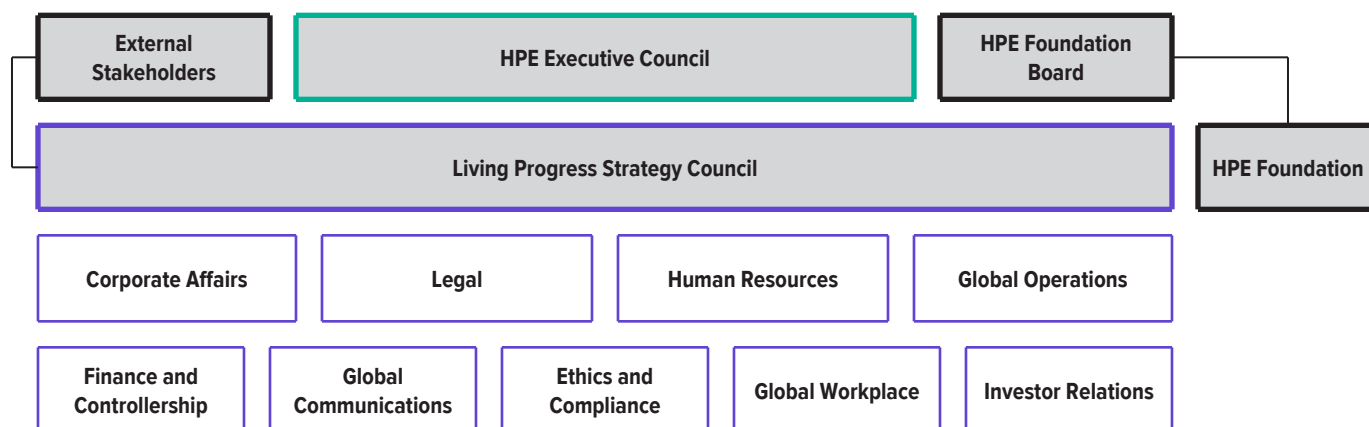 External
Stakeholders
HPE Executive Council
HPE Foundation
Board
Living Progress Strategy Council
HPE Foundation
Corporate Affairs
Legal
Human Resources
Global Operations
Finance and
Controllership
Global
Communications
Ethics and
Compliance
Global Workplace
Investor Relations